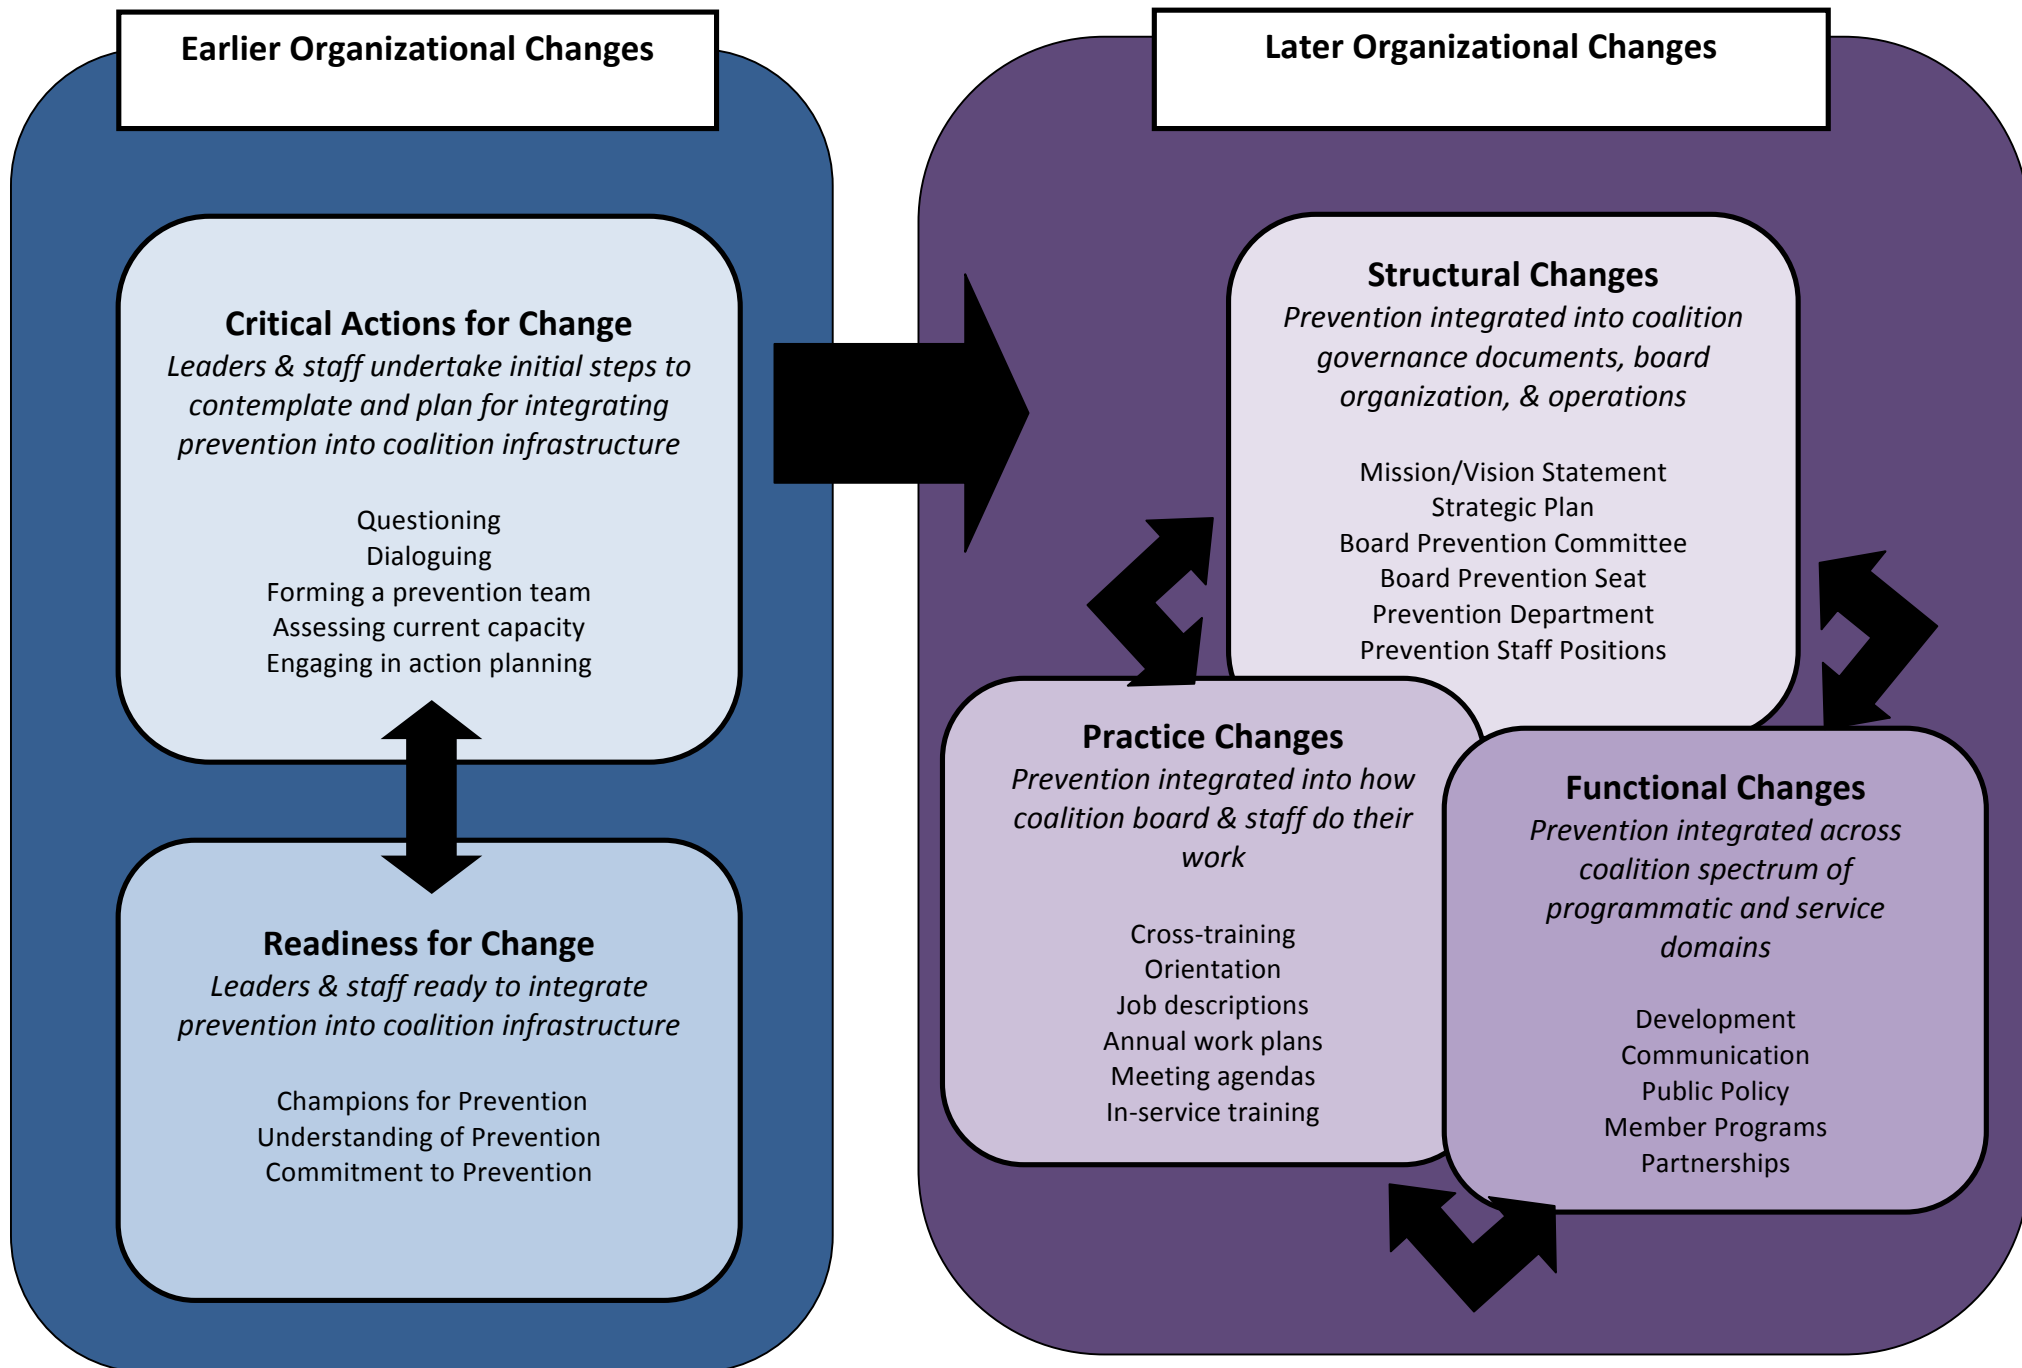 Earlier Organizational Changes
Critical Actions for Change
Leaders & staff undertake initial steps to
contemplate and plan for integrating
prevention into coalition infrastructure
Questioning
Dialoguing
Forming a prevention team
Assessing current capacity
Engaging in action planning
Readiness for Change
Leaders & staff ready to integrate
prevention into coalition infrastructure
Champions for Prevention
Understanding of Prevention
Commitment to Prevention
Later Organizational Changes
Structural Changes
Prevention integrated into coalition
governance documents, board
organization, & operations
Mission/Vision Statement
Strategic Plan
Board Prevention Committee
Board Prevention Seat
Prevention Department
Prevention Staff Positions
Practice Changes
Prevention integrated into how
coalition board & staff do their
work
Cross-training
Orientation
Job descriptions
Annual work plans
Meeting agendas
In-service training
Functional Changes
Prevention integrated across
coalition spectrum of
programmatic and service
domains
Development
Communication
Public Policy
Member Programs
Partnerships